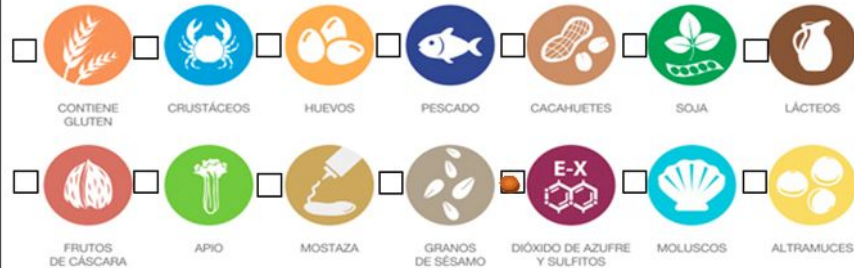 CONTIENE
GLUTEN
CRUSTÁCEOS
HUEVOS
PESCADO
CACAHUETES
SOJA
LÁCTEOS
E-X
FRUTOS
DE CÁSCARA
APIO
MOSTAZA
GRANOS
DE SÉSAMO
DIÓXIDO DE AZUFRE
Y SULFITOS
MOLUSCOS
ALTRAMUCES